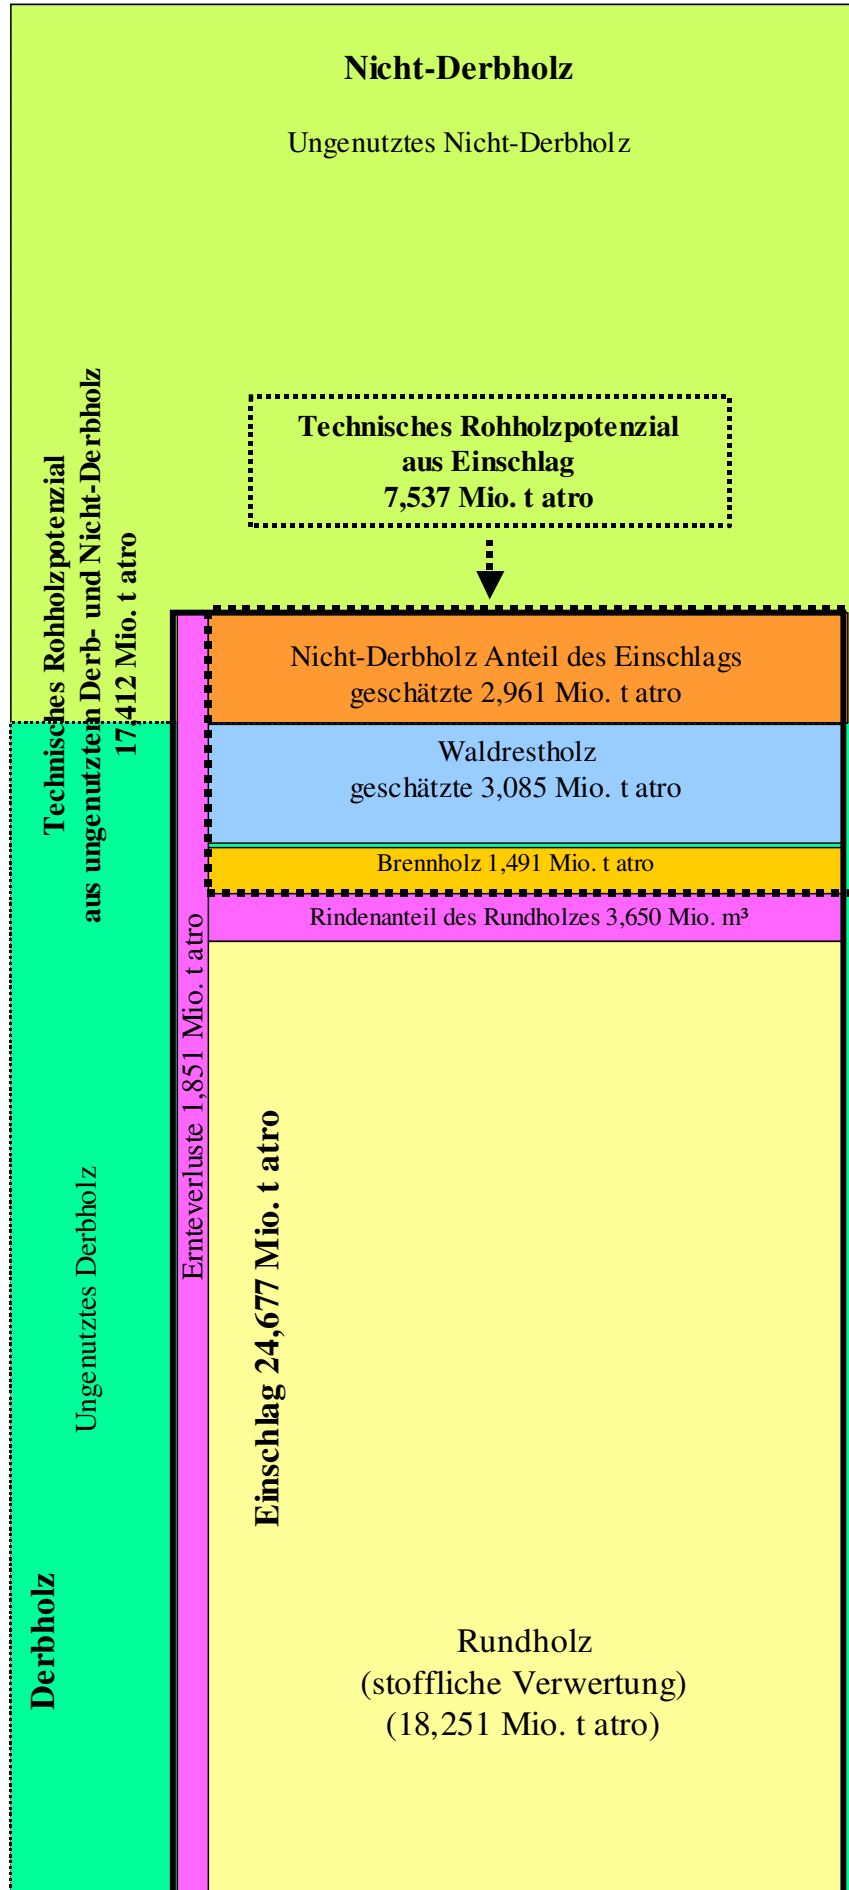 Nicht-Derbholz
Ungenutztes Nicht-Derbholz
Technisches Rohholzpotenzial
aus Einschlag
7,537 Mio. t atro
Technisches Rohholzpotenzial
aus ungenutztem Derb- und Nicht-Derbholz
17,412 Mio. t atro
Nicht-Derbholz Anteil des Einschlags
geschätzte 2,961 Mio. t atro
Waldrestholz
geschätzte 3,085 Mio. t atro
Brennholz 1,491 Mio. t atro
Rindenanteil des Rundholzes 3,650 Mio. m³
Ernteverluste 1,851 Mio. t atro
Einschlag 24,677 Mio. t atro
Ungenutztes Derbholz
Derbholz
Rundholz
(stoffliche Verwertung)
(18,251 Mio. t atro)